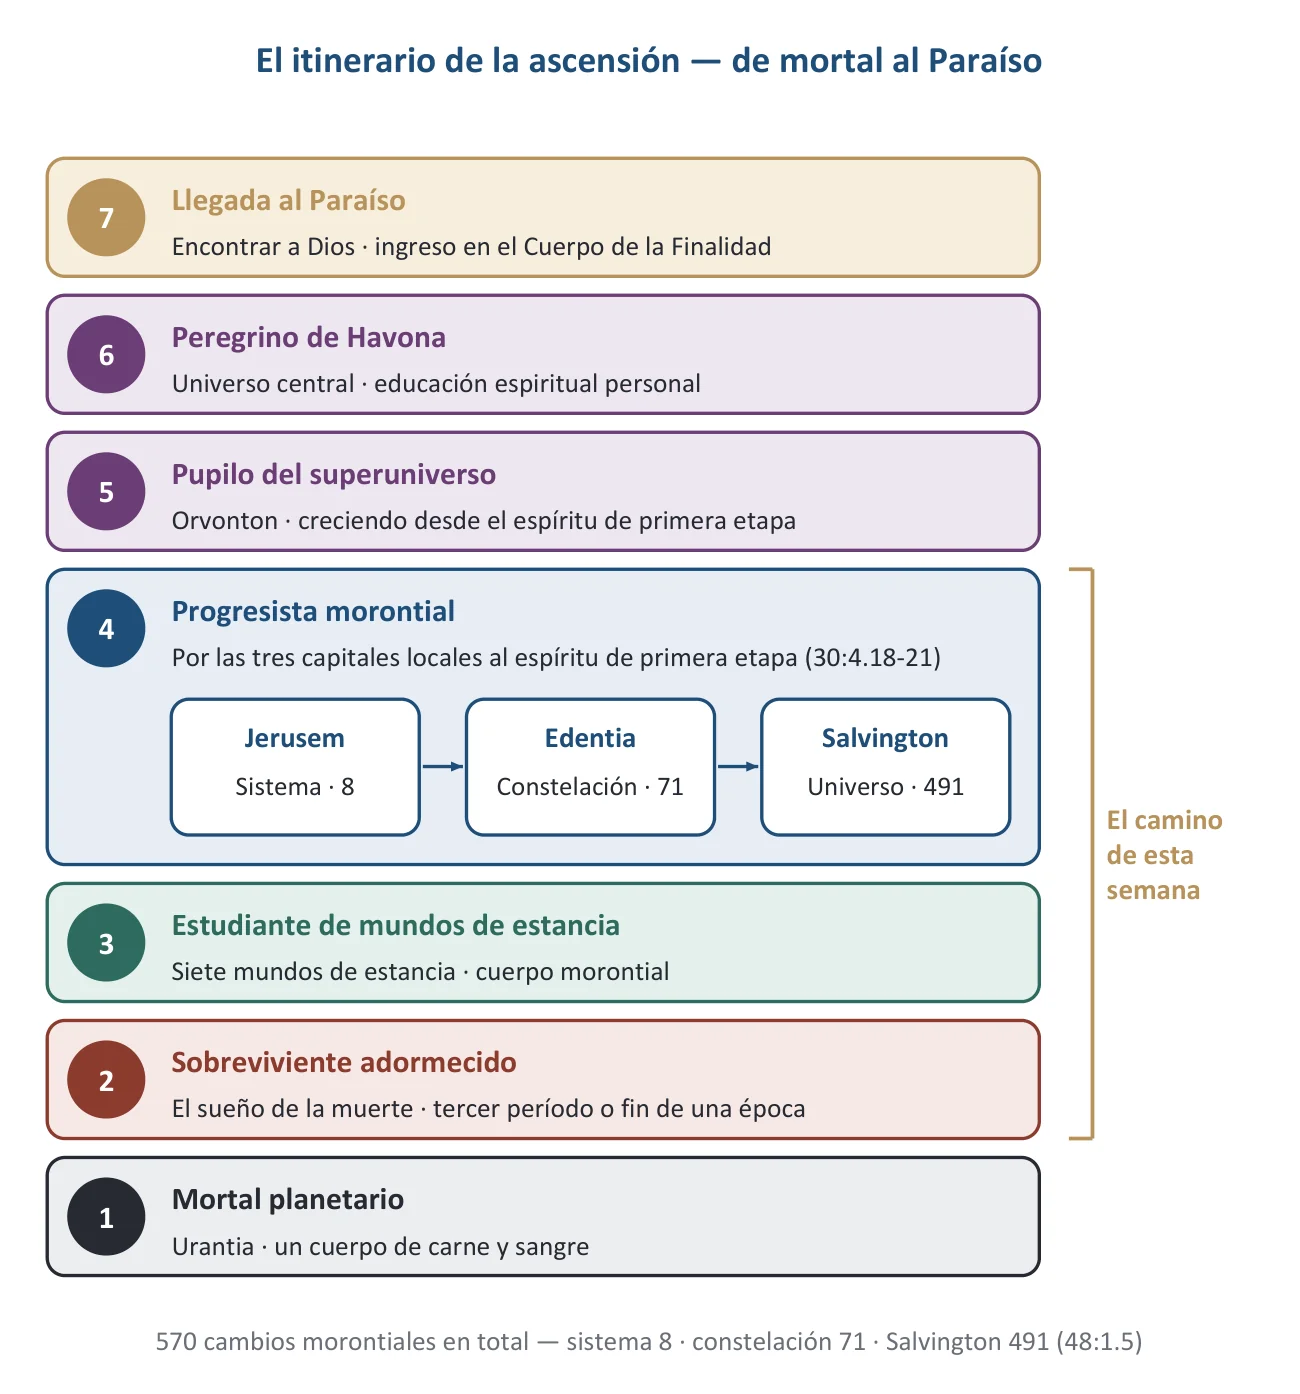 El itinerario de la ascensión — de mortal al Paraíso
7
Llegada al Paraíso
Encontrar a Dios · ingreso en el Cuerpo de la Finalidad
6
Peregrino de Havona
Universo central · educación espiritual personal
5
Pupilo del superuniverso
Orvonton · creciendo desde el espíritu de primera etapa
4
Progresista morontial
Por las tres capitales locales al espíritu de primera etapa (30:4.18-21)
Jerusem
Sistema · 8
Edentia
Constelación · 71
Salvington
Universo · 491
El camino
de esta
semana
3
Estudiante de mundos de estancia
Siete mundos de estancia · cuerpo morontial
2
Sobreviviente adormecido
El sueño de la muerte · tercer período o fin de una época
1
Mortal planetario
Urantia · un cuerpo de carne y sangre
570 cambios morontiales en total — sistema 8 · constelación 71 · Salvington 491 (48:1.5)